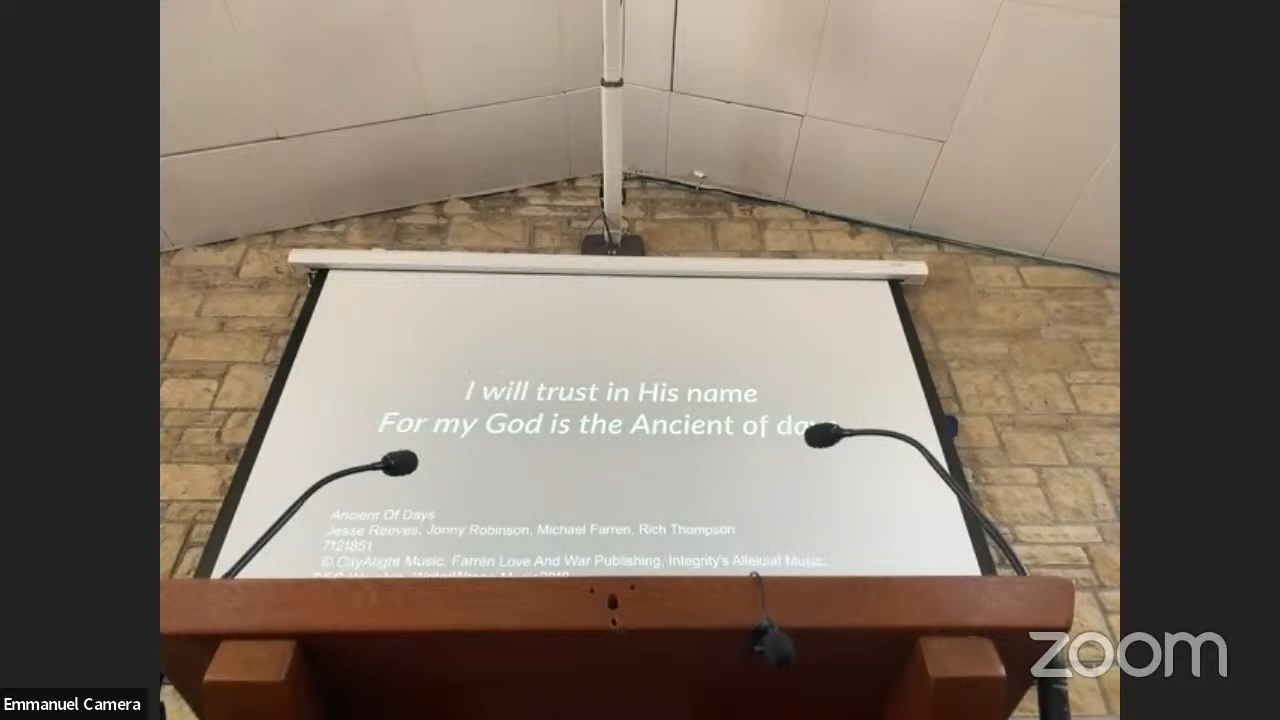 I will trust in His name
For my God is the Ancient of days
Ancient Of Days
Jesse Reeves, Jonny Robinson, Michael Farren, Rich Thompson
7121851
© CityAlight Music. Farren Love And War Publishing, Integrity's Alleluia! Music.
zoom
Emmanuel Camera